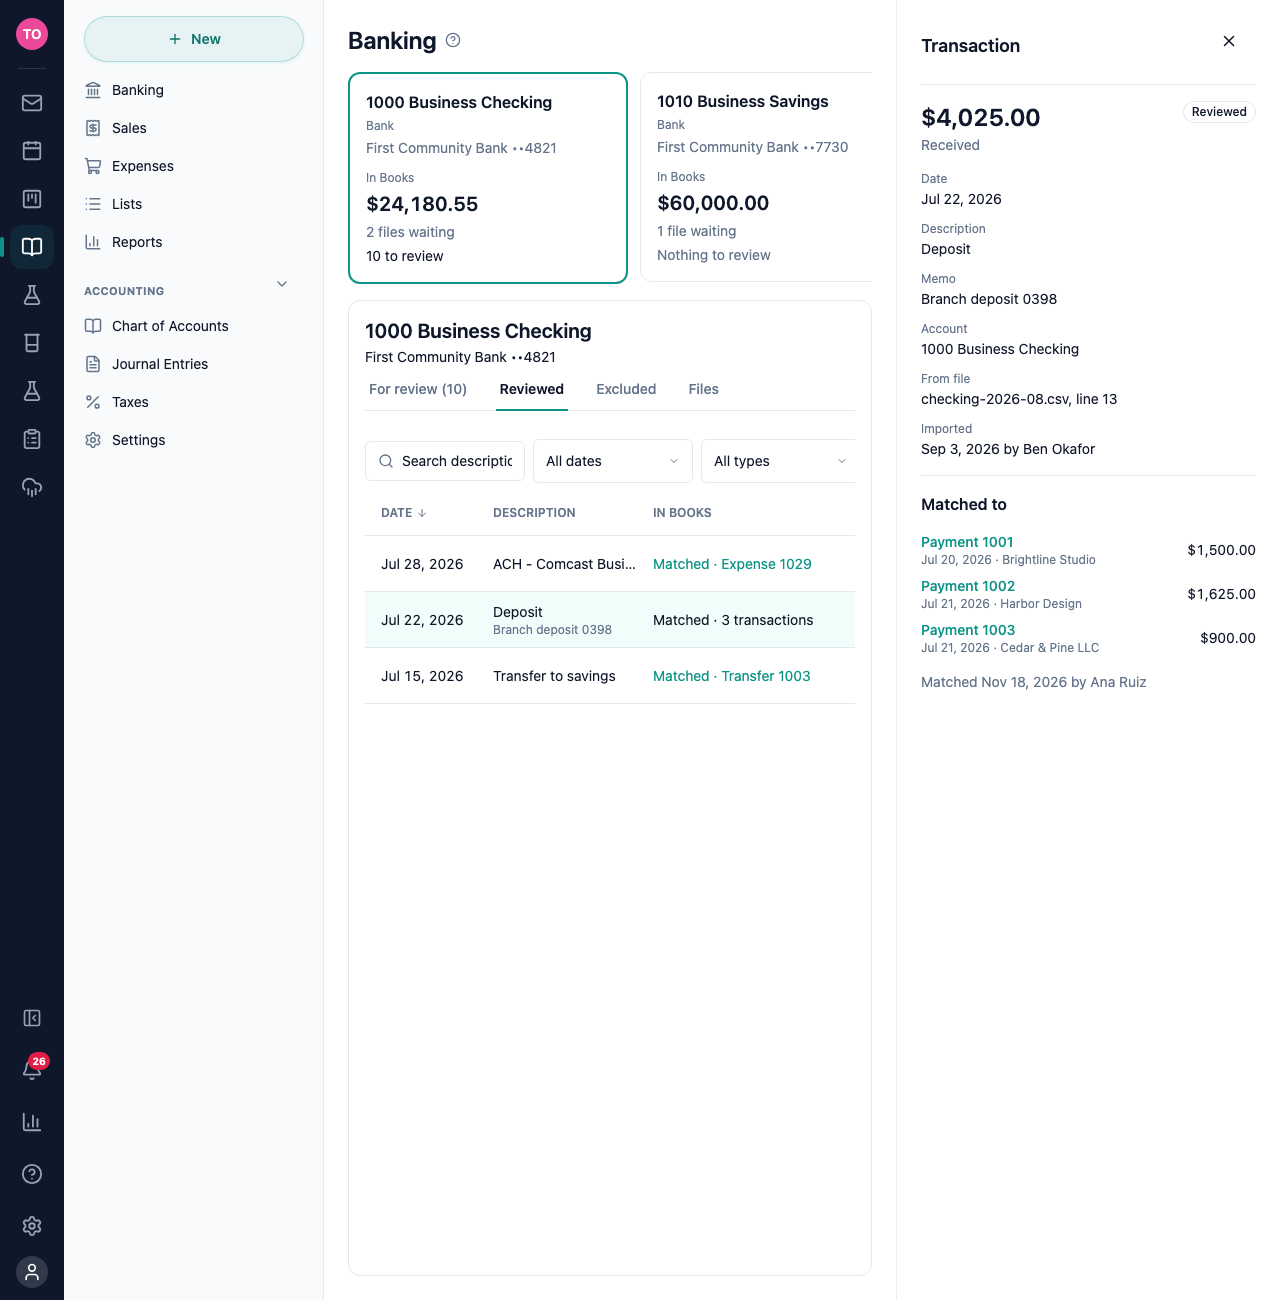 TO
26
New
Banking
Sales
Expenses
Lists
Reports
ACCOUNTING
Chart of Accounts
Journal Entries
Taxes
Settings
Banking
1000 Business Checking
Bank
First Community Bank ••4821
In Books
$24,180.55
2 files waiting
10 to review
1010 Business Savings
Bank
First Community Bank ••7730
In Books
$60,000.00
1 file waiting
Nothing to review
1000 Business Checking
First Community Bank ••4821
For review (10) Reviewed Excluded Files
Search descriptic All dates All types
DATE DESCRIPTION IN BOOKS
Jul 28, 2026 ACH - Comcast Busi... Matched · Expense 1029
Jul 22, 2026 Deposit Matched · 3 transactions
Branch deposit 0398
Jul 15, 2026 Transfer to savings Matched · Transfer 1003
Transaction
$4,025.00 Reviewed
Received
Date
Jul 22, 2026
Description
Deposit
Memo
Branch deposit 0398
Account
1000 Business Checking
From file
checking-2026-08.csv, line 13
Imported
Sep 3, 2026 by Ben Okafor
Matched to
Payment 1001 $1,500.00
Jul 20, 2026 · Brightline Studio
Payment 1002 $1,625.00
Jul 21, 2026 · Harbor Design
Payment 1003 $900.00
Jul 21, 2026 · Cedar & Pine LLC
Matched Nov 18, 2026 by Ana Ruiz